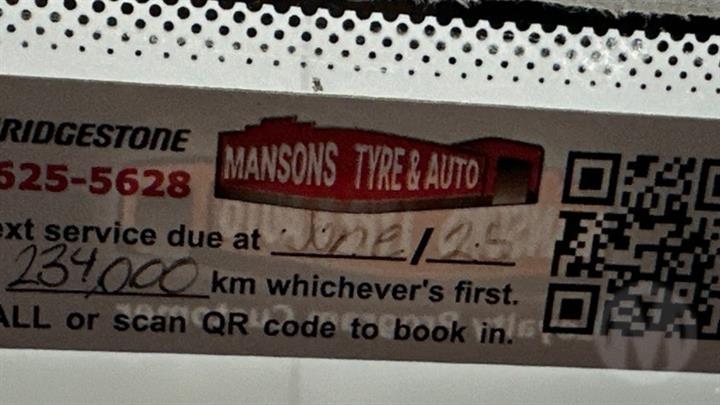 RIDGESTONE
MANSONS TYRE & AUTO
625-5628
ext service due at June/25
234,000 km whichever's first.
ALL or scan QR code to book in.